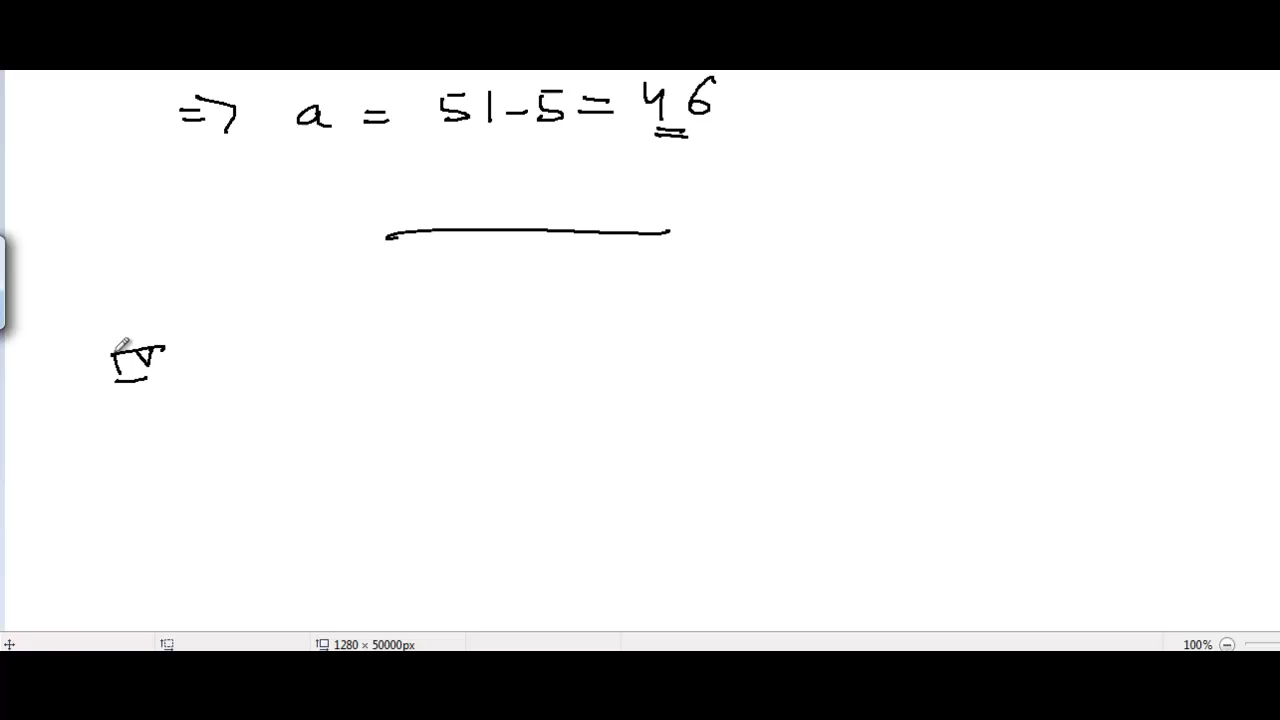 => a = 51-5 = 46
IV
1280 × 50000px
100%